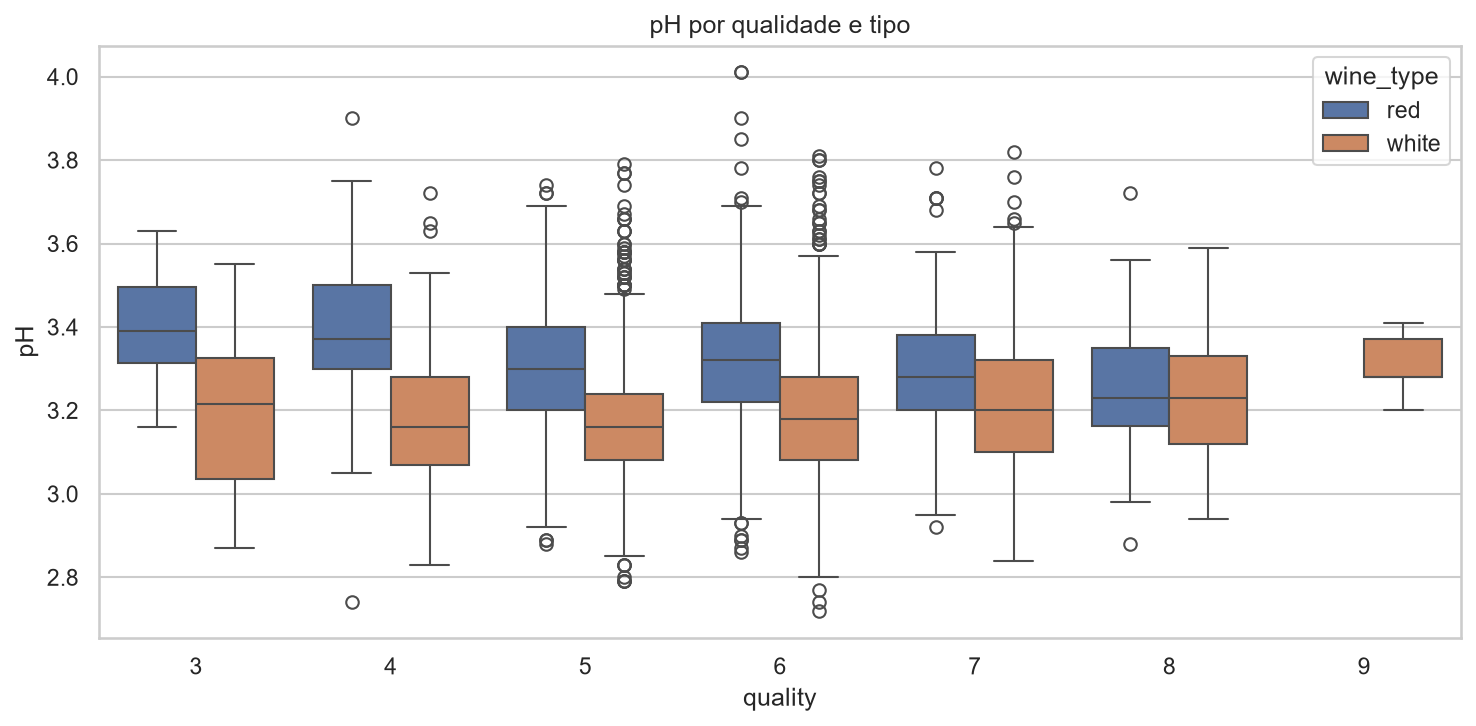 pH por qualidade e tipo
wine_type
red
white
pH
4.0
3.8
3.6
3.4
3.2
3.0
2.8
3 4 5 6 7 8 9
quality